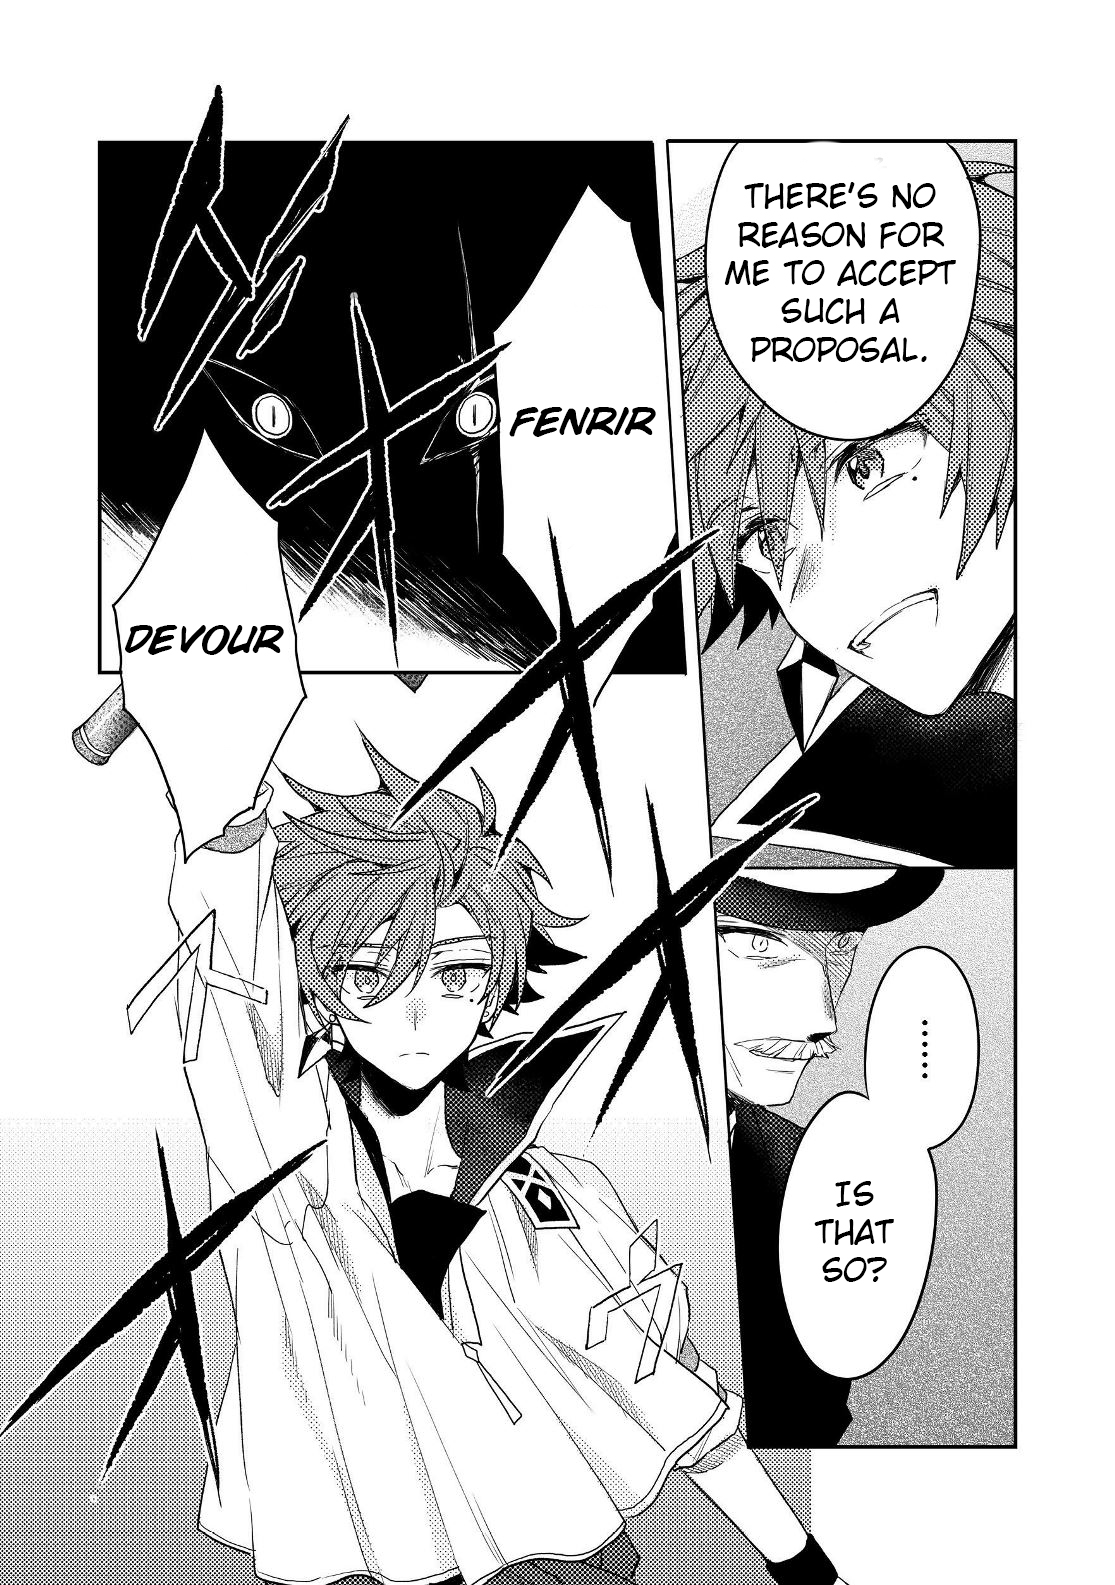 THERE'S NO
REASON FOR
ME TO ACCEPT
SUCH A
PROPOSAL.
......
IS
THAT
SO?
FENRIR
DEVOUR